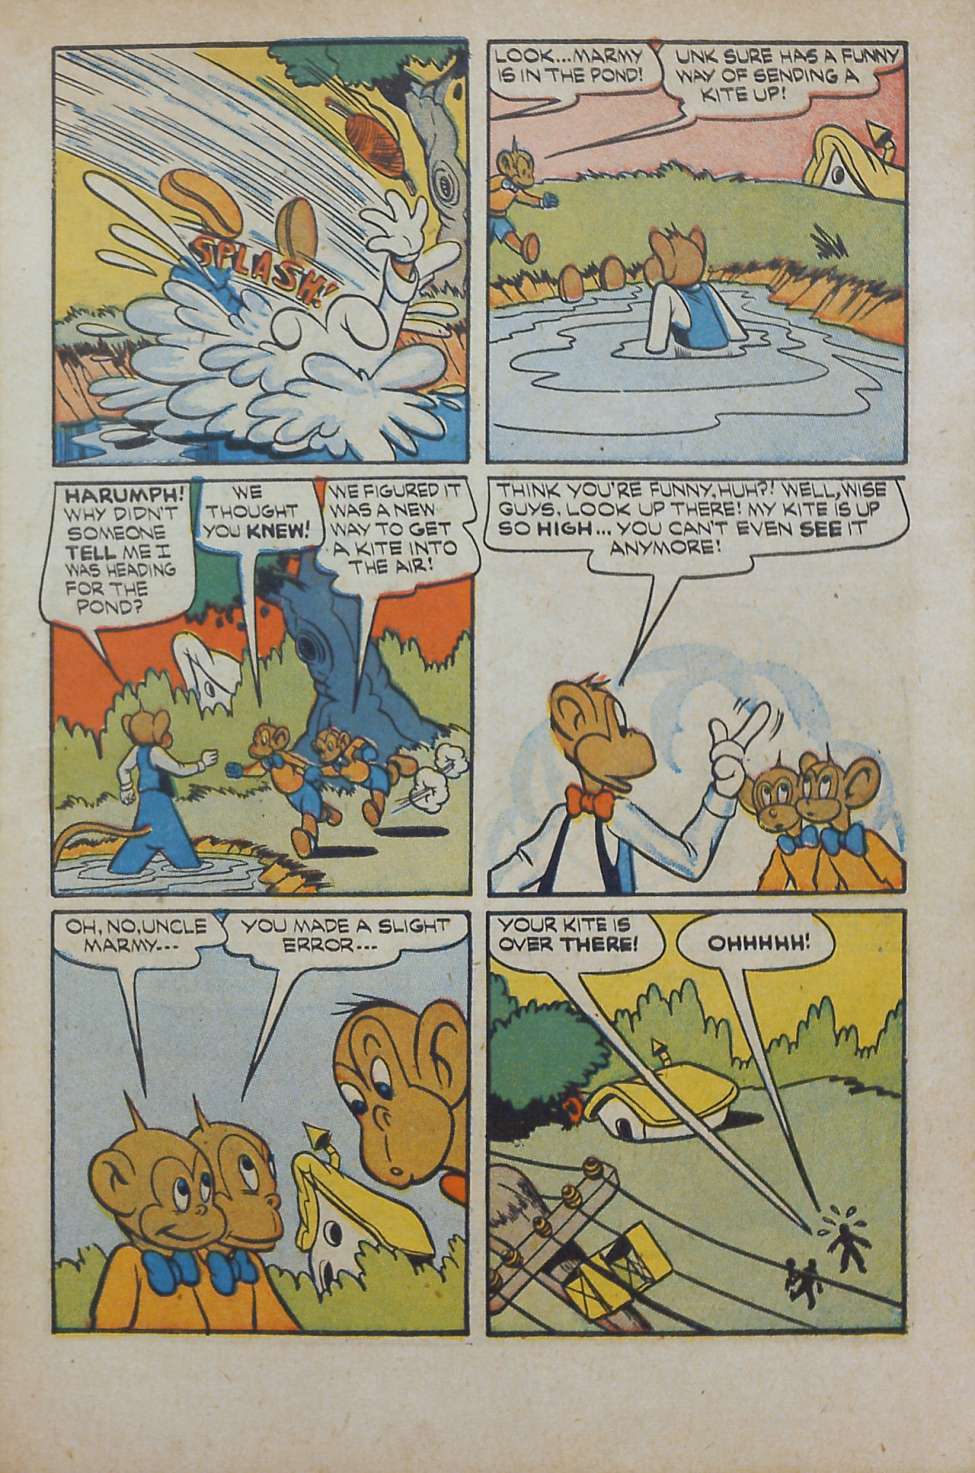 SPLASH!
LOOK...MARMY
IS IN THE POND!
UNK SURE HAS A FUNNY
WAY OF SENDING A
KITE UP!
HARUMPH!
WHY DIDN'T
SOMEONE
TELL ME I
WAS HEADING
FOR THE
POND?
WE
THOUGHT
YOU KNEW!
WE FIGURED IT
WAS A NEW
WAY TO GET
A KITE INTO
THE AIR!
THINK YOU'RE FUNNY, HUH?! WELL, WISE
GUYS. LOOK UP THERE! MY KITE IS UP
SO HIGH... YOU CAN'T EVEN SEE IT
ANYMORE!
OH, NO, UNCLE
MARMY---
YOU MADE A SLIGHT
ERROR---
YOUR KITE IS
OVER THERE!
OHHHHH!